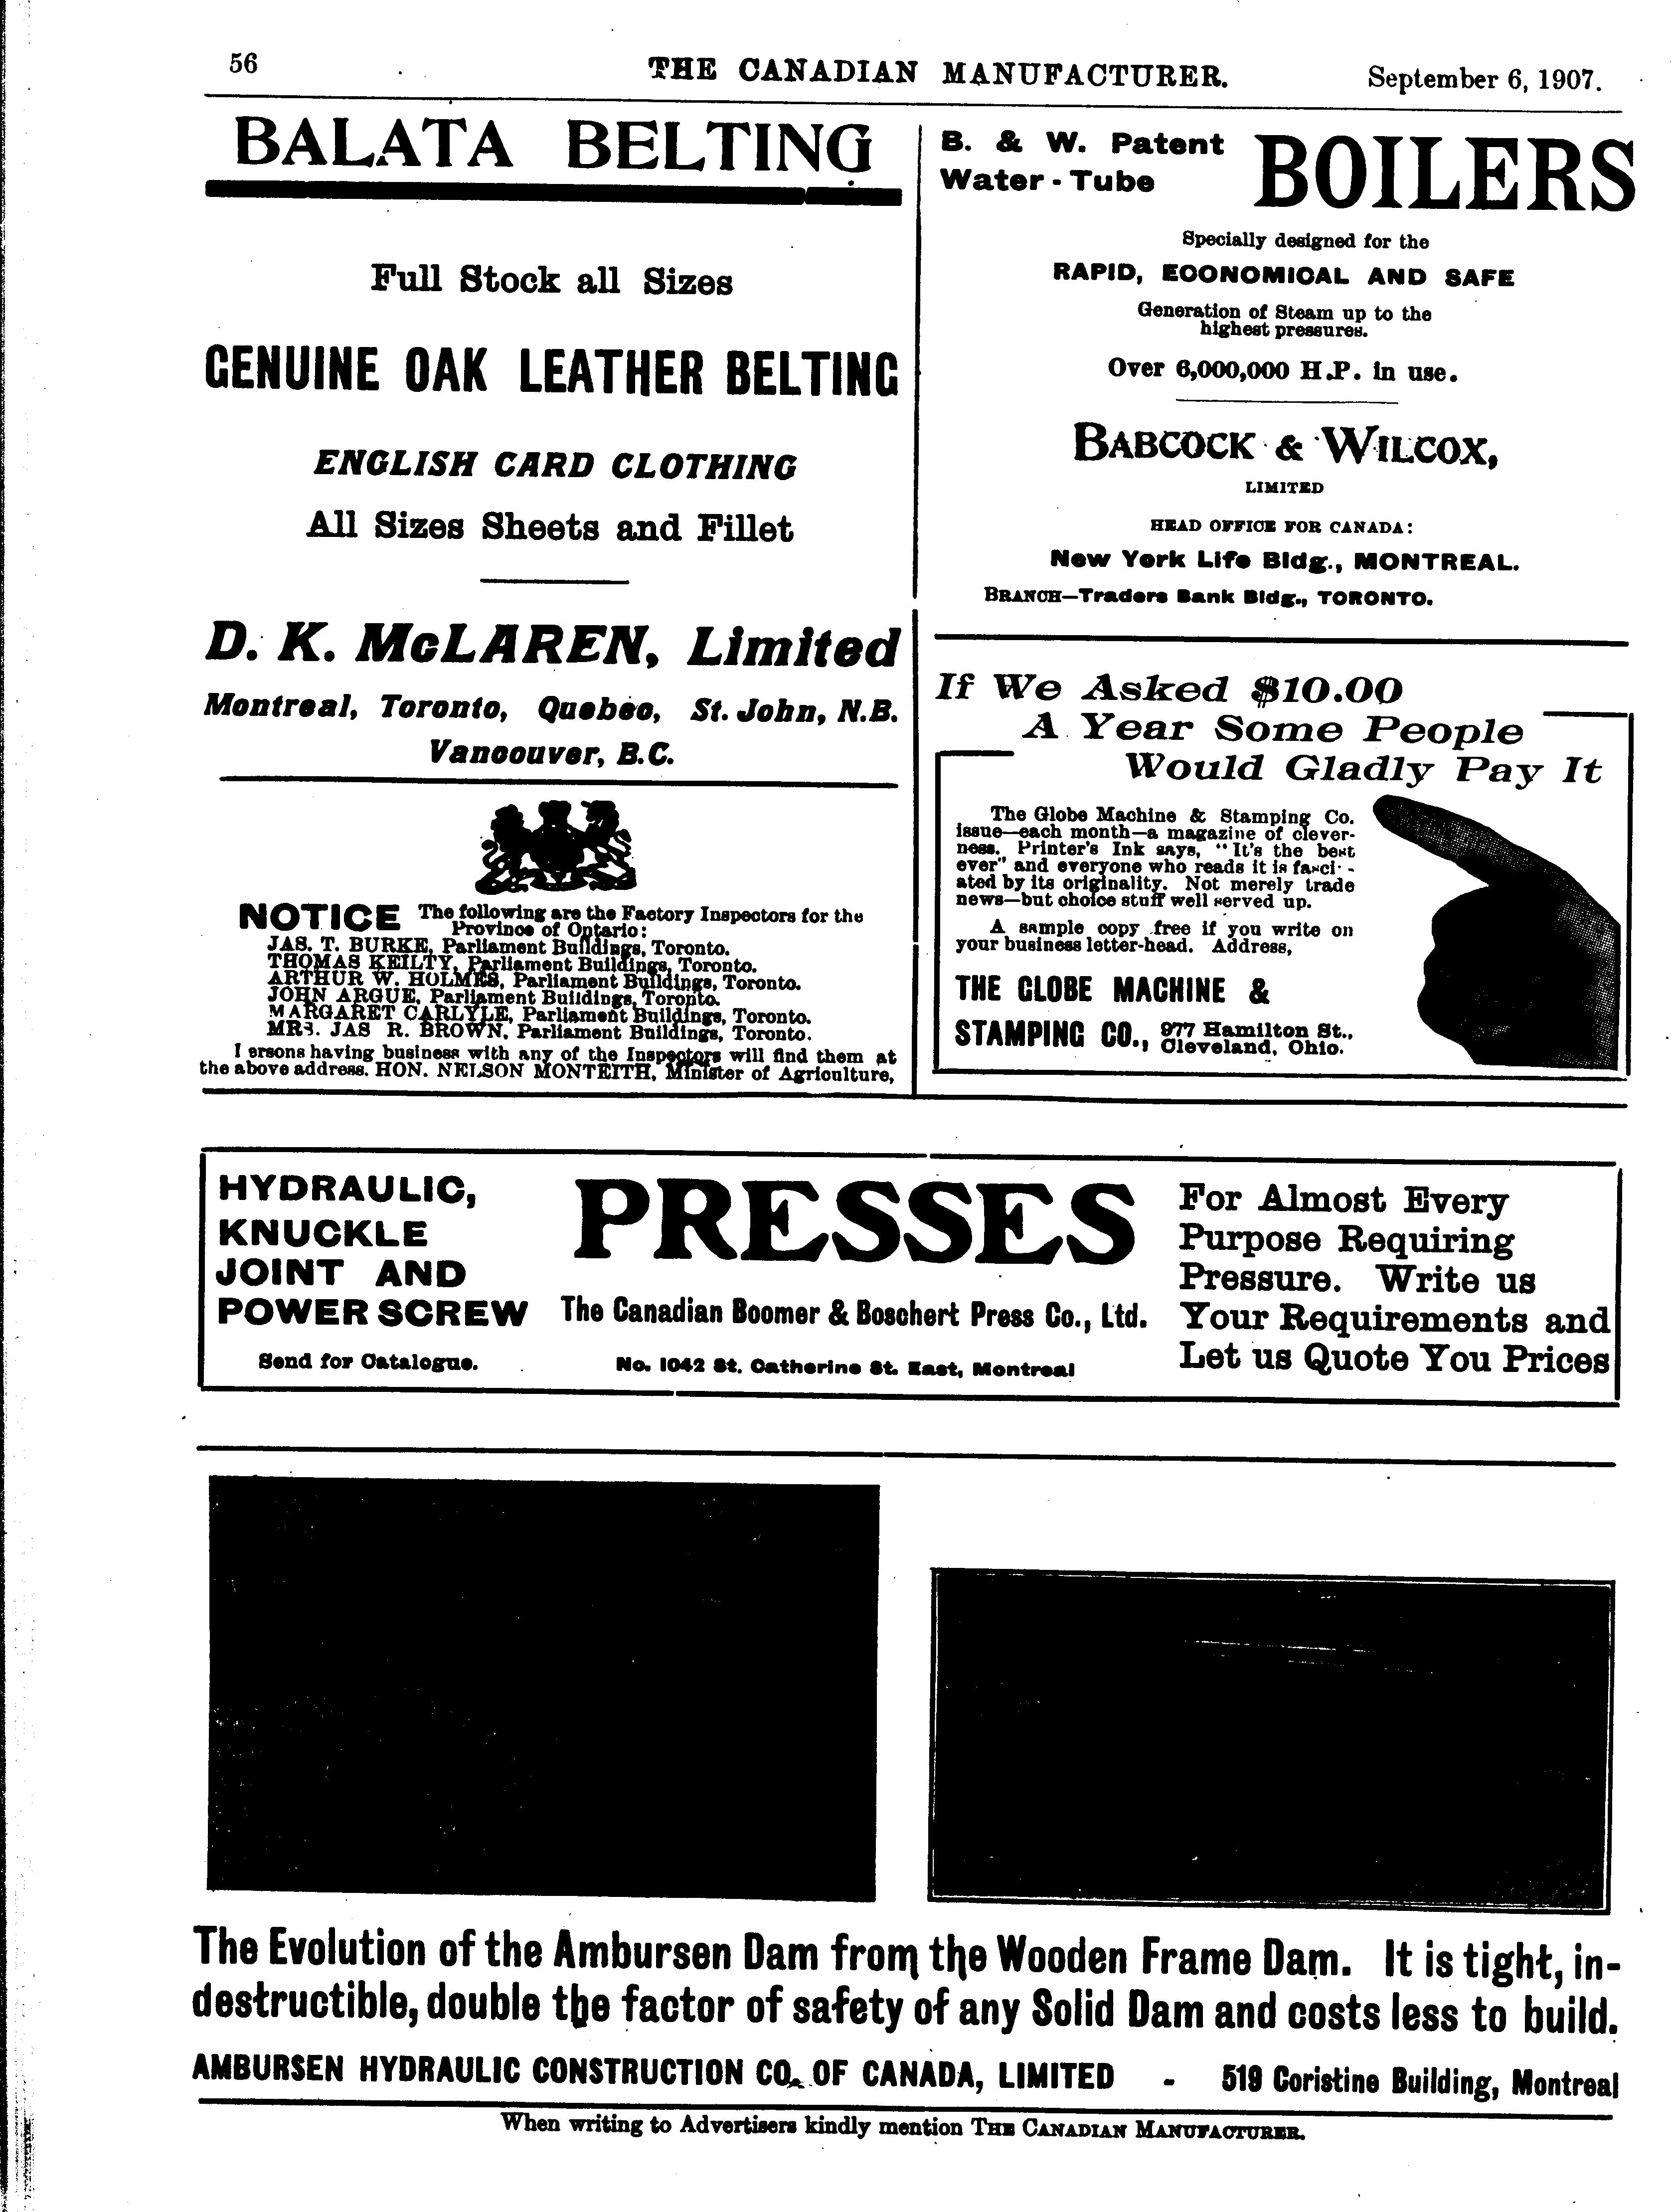 56
THE CANADIAN MANUFACTURER.
September 6, 1907.
BALATA BELTING
Full Stock all Sizes
GENUINE OAK LEATHER BELTING
ENGLISH CARD CLOTHING
All Sizes Sheets and Fillet
D. K. McLAREN, Limited
Montreal, Toronto, Quebec, St. John, N.B.
Vancouver, B.C.
NOTICE The following are the Factory Inspectors for the
Province of Ontario:
JAS. T. BURKE, Parliament Buildings, Toronto.
THOMAS KEILTY, Parliament Buildings, Toronto.
ARTHUR W. HOLMES, Parliament Buildings, Toronto.
JOHN ARGUE, Parliament Buildings, Toronto.
MARGARET CARLYLE, Parliament Buildings, Toronto.
MRS. JAS R. BROWN, Parliament Buildings, Toronto.
Persons having business with any of the Inspectors will find them at
the above address. HON. NELSON MONTEITH, Minister of Agriculture,
B. & W. Patent
Water-Tube
BOILERS
Specially designed for the
RAPID, ECONOMICAL AND SAFE
Generation of Steam up to the
highest pressures.
Over 6,000,000 H.P. in use.
BABCOCK & WILCOX,
LIMITED
HEAD OFFICE FOR CANADA:
New York Life Bldg., MONTREAL.
BRANCH—Traders Bank Bldg., TORONTO.
If We Asked $10.00
A Year Some People
Would Gladly Pay It
The Globe Machine & Stamping Co.
issue—each month—a magazine of clever-
ness. Printer's Ink says, "It's the best
ever" and everyone who reads it is fasci-
ated by its originality. Not merely trade
news—but choice stuff well served up.
A sample copy free if you write on
your business letter-head. Address,
THE GLOBE MACHINE &
STAMPING CO., 977 Hamilton St.,
Cleveland, Ohio.
HYDRAULIC,
KNUCKLE
JOINT AND
POWER SCREW
Send for Catalogue.
PRESSES
The Canadian Boomer & Boschert Press Co., Ltd.
No. 1042 St. Catherine St. East, Montreal
For Almost Every
Purpose Requiring
Pressure. Write us
Your Requirements and
Let us Quote You Prices
The Evolution of the Ambursen Dam from the Wooden Frame Dam. It is tight, in-
destructible, double the factor of safety of any Solid Dam and costs less to build.
AMBURSEN HYDRAULIC CONSTRUCTION CO. OF CANADA, LIMITED - 519 Coristine Building, Montreal
When writing to Advertisers kindly mention THE CANADIAN MANUFACTURER.